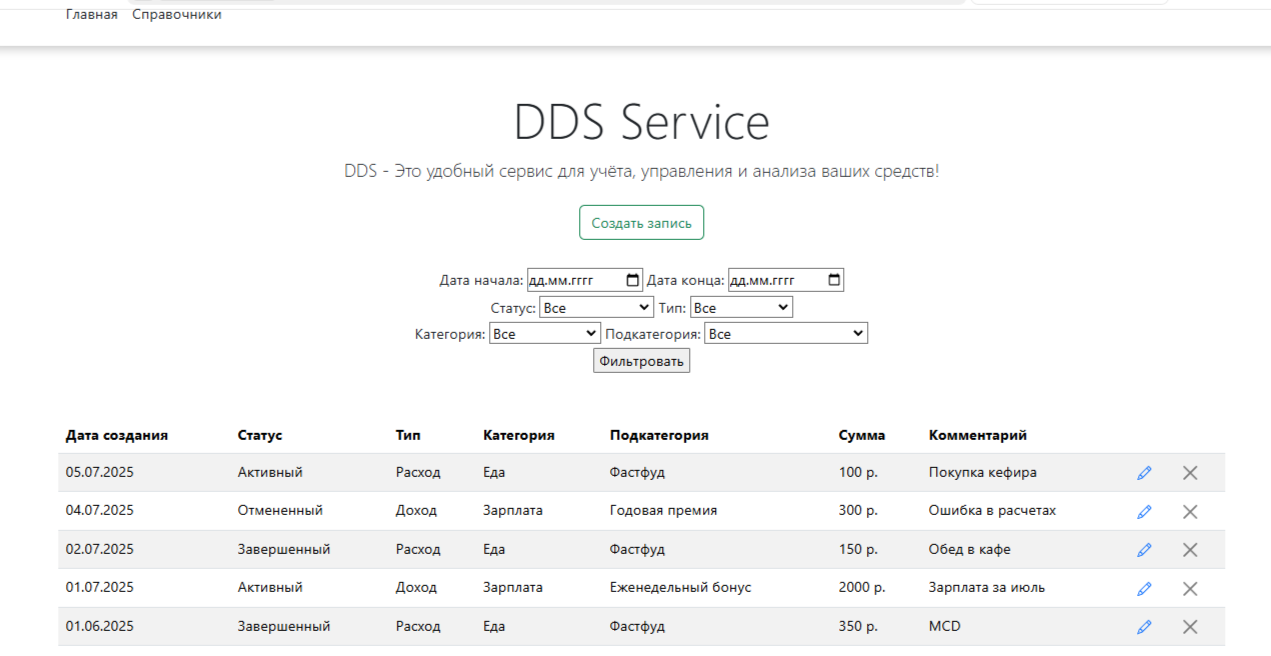 Главная Справочники
DDS Service
DDS - Это удобный сервис для учёта, управления и анализа ваших средств!
Создать запись
Дата начала: дд.мм.гггг Дата конца: дд.мм.гггг
Статус: Все Тип: Все
Категория: Все Подкатегория: Все
Фильтровать
Дата создания Статус Тип Категория Подкатегория Сумма Комментарий
05.07.2025 Активный Расход Еда Фастфуд 100 р. Покупка кефира
04.07.2025 Отмененный Доход Зарплата Годовая премия 300 р. Ошибка в расчетах
02.07.2025 Завершенный Расход Еда Фастфуд 150 р. Обед в кафе
01.07.2025 Активный Доход Зарплата Еженедельный бонус 2000 р. Зарплата за июль
01.06.2025 Завершенный Расход Еда Фастфуд 350 р. MCD